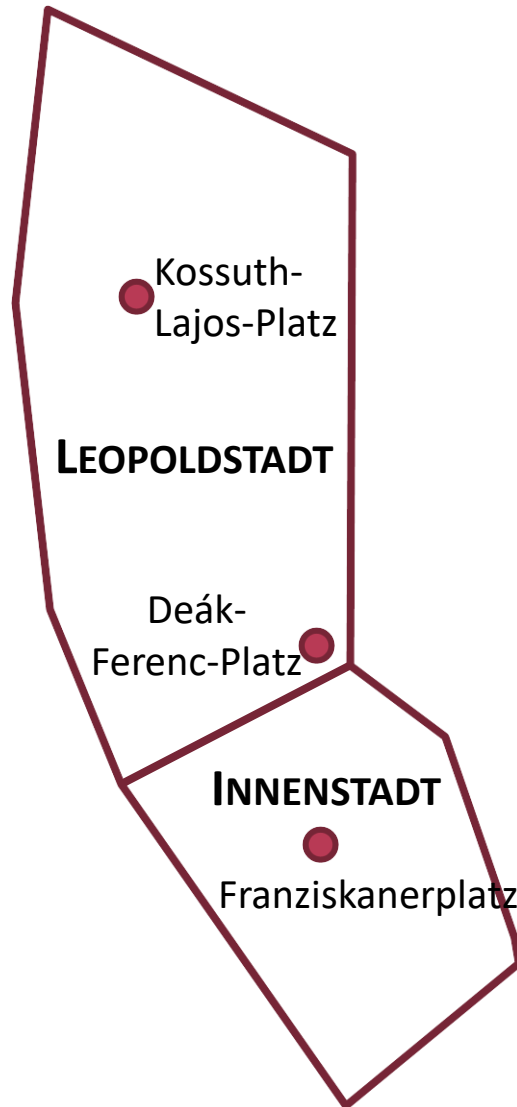 Kossuth-
Lajos-Platz
LEOPOLDSTADT
Deák-
Ferenc-Platz
INNENSTADT
Franziskanerplatz